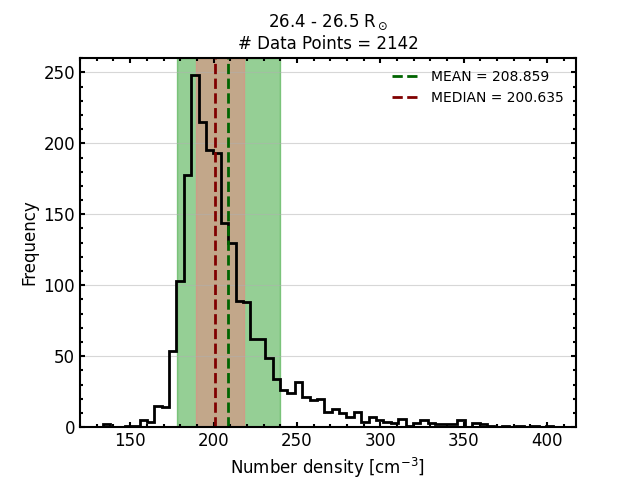 26.4 - 26.5 R⊙
# Data Points = 2142
MEAN = 208.859
MEDIAN = 200.635
Frequency
250
200
150
100
50
0
150 200 250 300 350 400
Number density [cm⁻³]